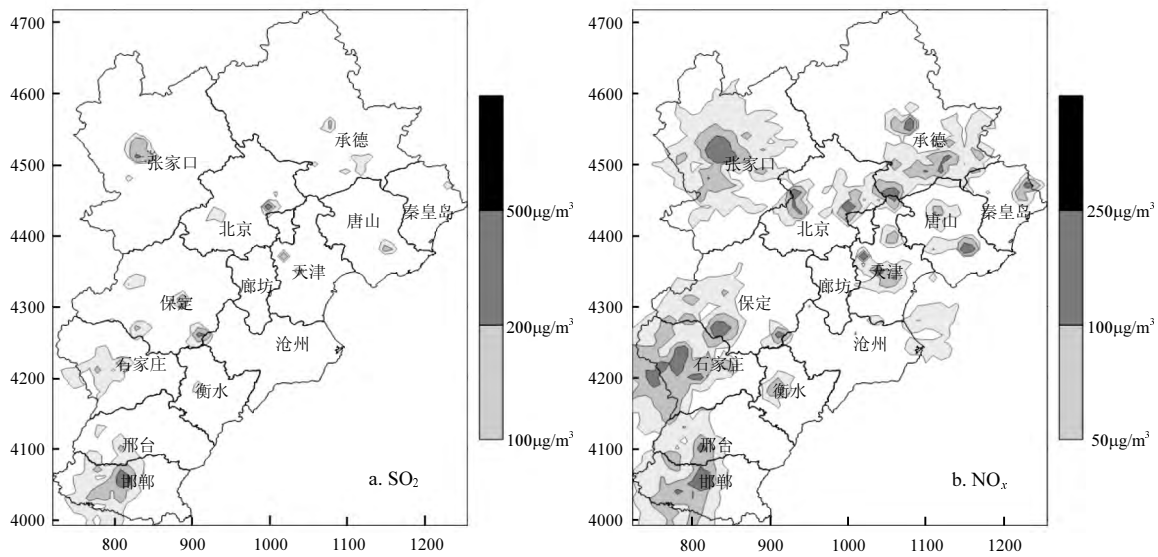 4700
4600
4500
4400
4300
4200
4100
4000
800
900
1000
1100
1200
承德
张家口
秦皇岛
唐山
北京
天津
廊坊
保定
沧州
石家庄
衡水
邢台
邯郸
a. SO₂
500μg/m³
200μg/m³
100μg/m³
4700
4600
4500
4400
4300
4200
4100
4000
800
900
1000
1100
1200
承德
张家口
秦皇岛
唐山
北京
天津
廊坊
保定
沧州
石家庄
衡水
邢台
邯郸
b. NOₓ
250μg/m³
100μg/m³
50μg/m³